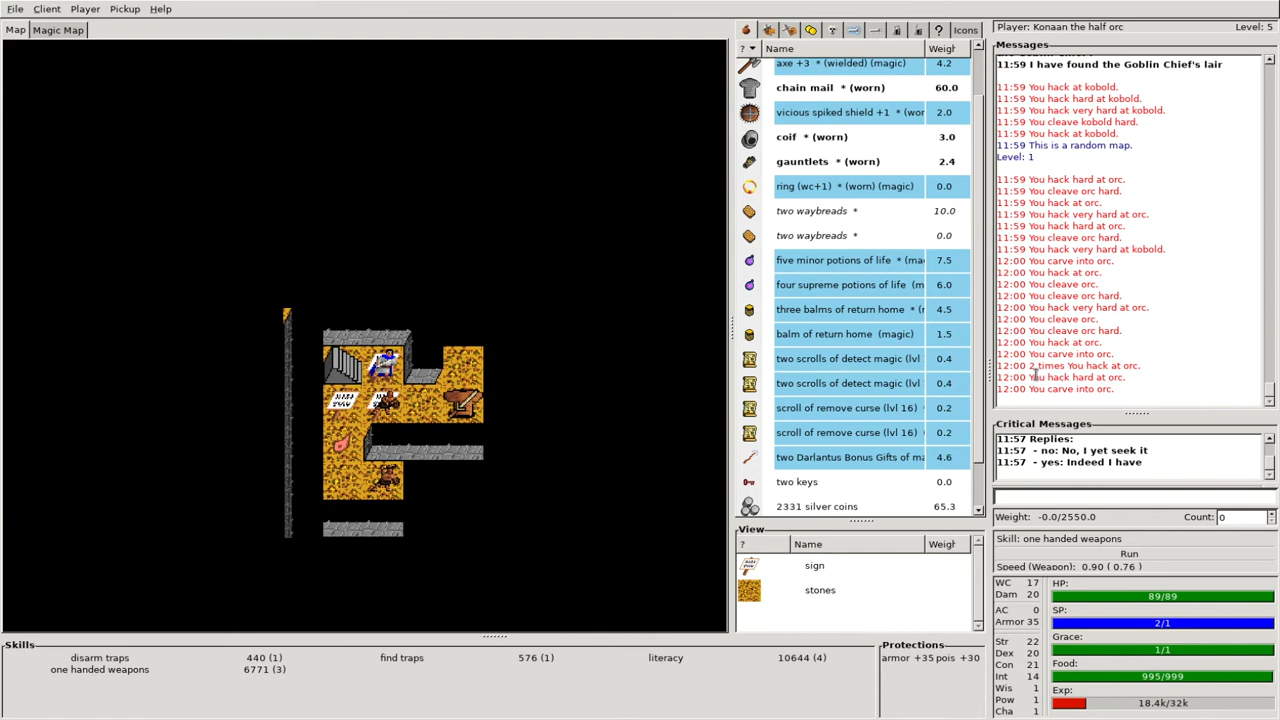 File Client Player Pickup Help
Map Magic Map
? Name Weigh
Icons
axe +3 * (wielded) (magic) 4.2
chain mail * (worn) 60.0
vicious spiked shield +1 * (wor 2.0
coif * (worn) 3.0
gauntlets * (worn) 2.4
ring (wc+1) * (worn) (magic) 0.0
two waybreads * 10.0
two waybreads * 0.0
five minor potions of life * (ma 7.5
four supreme potions of life (m 6.0
three balms of return home * (r 4.5
balm of return home (magic) 1.5
two scrolls of detect magic (lvl 0.4
two scrolls of detect magic (lvl 0.4
scroll of remove curse (lvl 16) 0.2
scroll of remove curse (lvl 16) 0.2
two Darlantus Bonus Gifts of ma 4.6
two keys 0.0
2331 silver coins 65.3
View
? Name Weigh
sign
stones
Player: Konaan the half orc Level: 5
Messages
11:59 I have found the Goblin Chief's lair
11:59 You hack at kobold.
11:59 You hack hard at kobold.
11:59 You hack very hard at kobold.
11:59 You cleave kobold hard.
11:59 You hack at kobold.
11:59 This is a random map.
Level: 1
11:59 You hack hard at orc.
11:59 You cleave orc hard.
11:59 You hack at orc.
11:59 You hack very hard at orc.
11:59 You hack hard at orc.
11:59 You cleave orc hard.
11:59 You hack very hard at kobold.
12:00 You carve into orc.
12:00 You hack at orc.
12:00 You cleave orc.
12:00 You cleave orc hard.
12:00 You hack very hard at orc.
12:00 You cleave orc.
12:00 You cleave orc hard.
12:00 You hack at orc.
12:00 You carve into orc.
12:00 2 times You hack at orc.
12:00 You hack hard at orc.
12:00 You carve into orc.
Critical Messages
11:57 Replies:
11:57 - no: No, I yet seek it
11:57 - yes: Indeed I have
Weight: -0.0/2550.0 Count: 0
Skill: one handed weapons
Run
Speed (Weapon): 0.90 ( 0.76 )
WC 17
Dam 20
AC 0
Armor 35
Str 22
Dex 20
Con 21
Int 14
Wis 1
Pow 1
Cha 1
HP:
89/89
SP:
2/1
Grace:
1/1
Food:
995/999
Exp:
18.4k/32k
Skills
disarm traps 440 (1) find traps 576 (1) literacy 10644 (4)
one handed weapons 6771 (3)
Protections
armor +35 pois +30